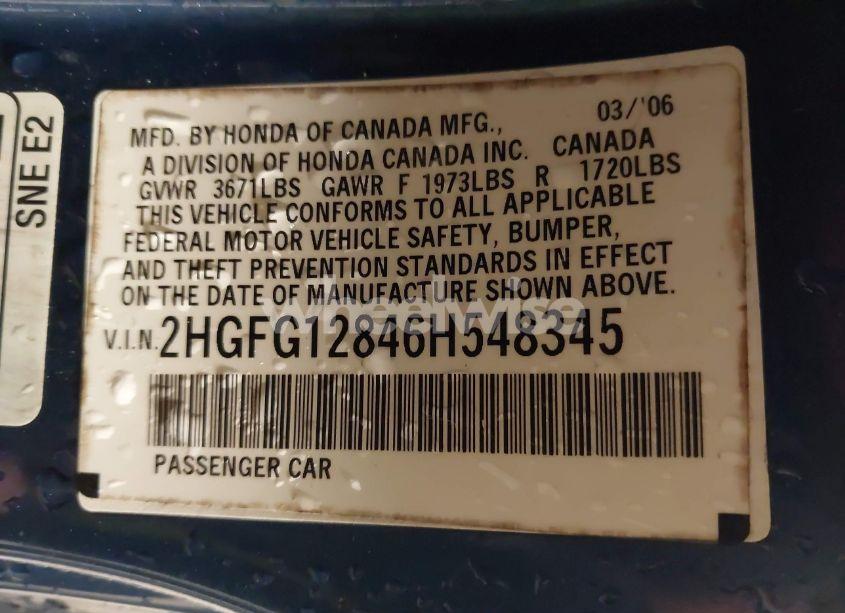 03/'06
MFD. BY HONDA OF CANADA MFG.,
A DIVISION OF HONDA CANADA INC. CANADA
GVWR 3671LBS GAWR F 1973LBS R 1720LBS
THIS VEHICLE CONFORMS TO ALL APPLICABLE
FEDERAL MOTOR VEHICLE SAFETY, BUMPER,
AND THEFT PREVENTION STANDARDS IN EFFECT
ON THE DATE OF MANUFACTURE SHOWN ABOVE.
V.I.N. 2HGFG12846H548345
PASSENGER CAR
SNE E2
wheelwise